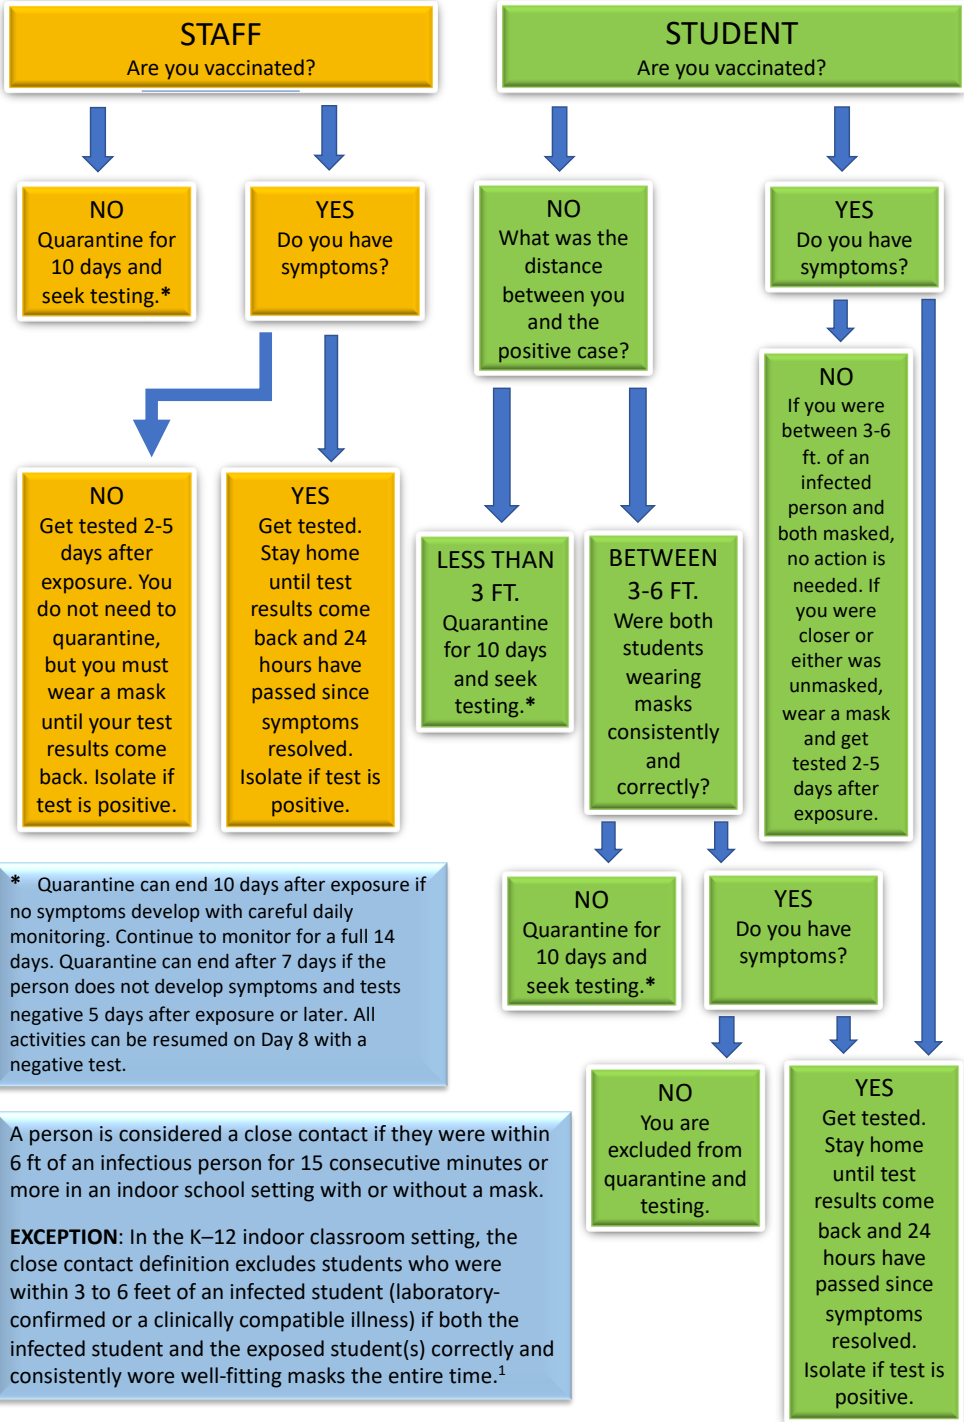 STAFF
Are you vaccinated?
STUDENT
Are you vaccinated?
NO
Quarantine for
10 days and
seek testing.*
YES
Do you have
symptoms?
NO
What was the
distance
between you
and the
positive case?
YES
Do you have
symptoms?
NO
Get tested 2-5
days after
exposure. You
do not need to
quarantine,
but you must
wear a mask
until your test
results come
back. Isolate if
test is positive.
YES
Get tested.
Stay home
until test
results come
back and 24
hours have
passed since
symptoms
resolved.
Isolate if test is
positive.
LESS THAN
3 FT.
Quarantine
for 10 days
and seek
testing.*
BETWEEN
3-6 FT.
Were both
students
wearing
masks
consistently
and
correctly?
NO
If you were
between 3-6
ft. of an
infected
person and
both masked,
no action is
needed. If
you were
closer or
either was
unmasked,
wear a mask
and get
tested 2-5
days after
exposure.
* Quarantine can end 10 days after exposure if
no symptoms develop with careful daily
monitoring. Continue to monitor for a full 14
days. Quarantine can end after 7 days if the
person does not develop symptoms and tests
negative 5 days after exposure or later. All
activities can be resumed on Day 8 with a
negative test.
NO
Quarantine for
10 days and
seek testing.*
YES
Do you have
symptoms?
NO
You are
excluded from
quarantine and
testing.
YES
Get tested.
Stay home
until test
results come
back and 24
hours have
passed since
symptoms
resolved.
Isolate if test is
positive.
A person is considered a close contact if they were within
6 ft of an infectious person for 15 consecutive minutes or
more in an indoor school setting with or without a mask.
EXCEPTION: In the K–12 indoor classroom setting, the
close contact definition excludes students who were
within 3 to 6 feet of an infected student (laboratory-
confirmed or a clinically compatible illness) if both the
infected student and the exposed student(s) correctly and
consistently wore well-fitting masks the entire time.1